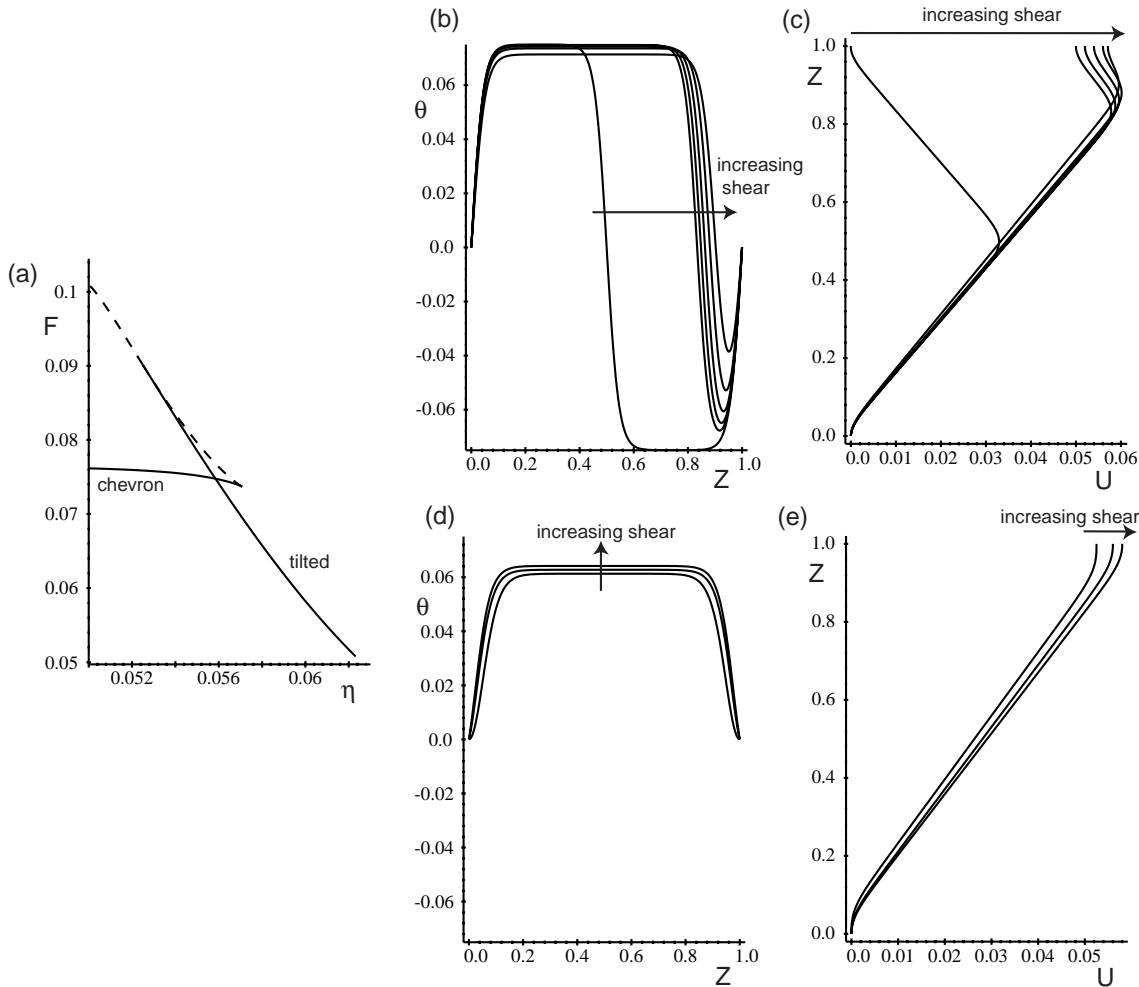 (a)
0.1
F
0.09
0.08
chevron
0.07
tilted
0.06
0.05
0.052
0.056
0.06
η
(b)
0.06
θ
0.04
increasing
shear
0.02
0.0
-0.02
-0.04
-0.06
0.0 0.2 0.4 0.6 0.8 1.0
Z
(c)
increasing shear
1.0
Z
0.8
0.6
0.4
0.2
0.0
0.0 0.01 0.02 0.03 0.04 0.05 0.06
U
(d)
increasing shear
0.06
θ
0.04
0.02
0.0
-0.02
-0.04
-0.06
0.0 0.2 0.4 0.6 0.8 1.0
Z
(e)
increasing shear
1.0
Z
0.8
0.6
0.4
0.2
0.0
0.0 0.01 0.02 0.03 0.04 0.05
U